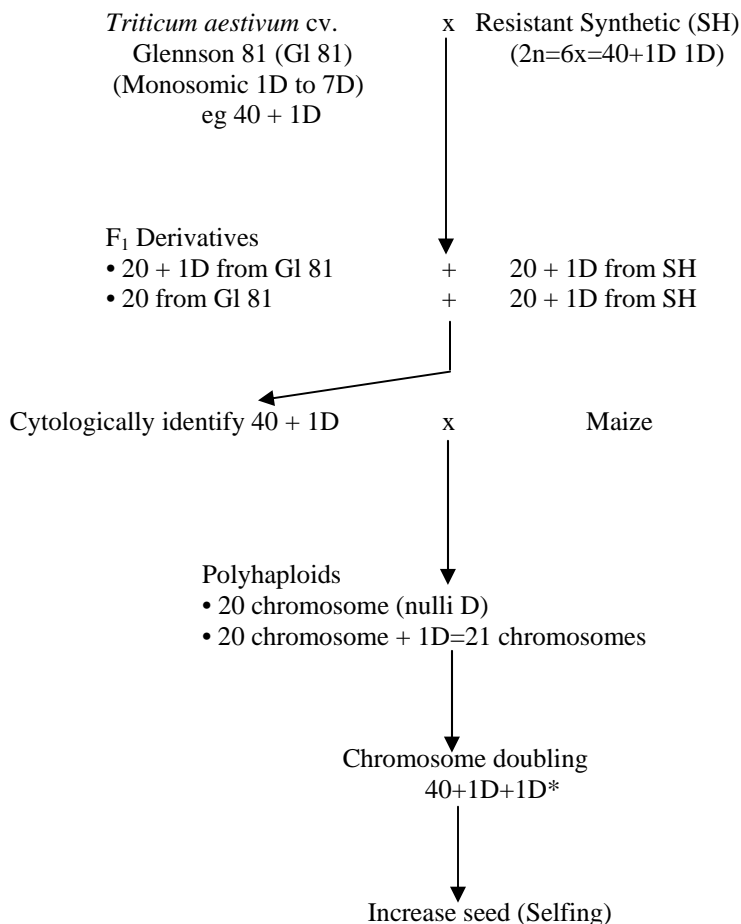 Triticum aestivum cv. x Resistant Synthetic (SH)
Glennson 81 (Gl 81) (2n=6x=40+1D 1D)
(Monosomic 1D to 7D)
eg 40 + 1D
F1 Derivatives
• 20 + 1D from Gl 81 + 20 + 1D from SH
• 20 from Gl 81 + 20 + 1D from SH
Cytologically identify 40 + 1D x Maize
Polyhaploids
• 20 chromosome (nulli D)
• 20 chromosome + 1D=21 chromosomes
Chromosome doubling
40+1D+1D*
Increase seed (Selfing)